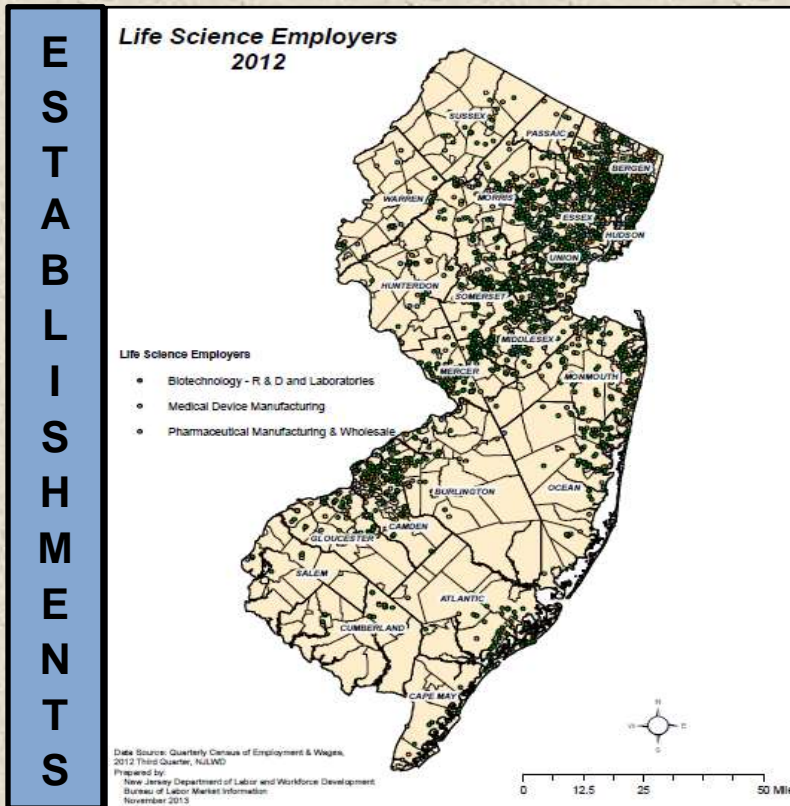 ESTABLISHMENTS
Life Science Employers
2012
SUSSEX
PASSAIC
BERGEN
WARREN
MORRIS
ESSEX
HUDSON
UNION
HUNTERDON
SOMERSET
MIDDLESEX
MERCER
MONMOUTH
Life Science Employers
Biotechnology - R & D and Laboratories
Medical Device Manufacturing
Pharmaceutical Manufacturing & Wholesale
BURLINGTON
OCEAN
CAMDEN
GLOUCESTER
SALEM
ATLANTIC
CUMBERLAND
CAPE MAY
N
W E
S
Data Source: Quarterly Census of Employment & Wages,
2012 Third Quarter, NJLWD
Prepared by:
New Jersey Department of Labor and Workforce Development
Bureau of Labor Market Information
November 2013
0 12.5 25 50 Mile